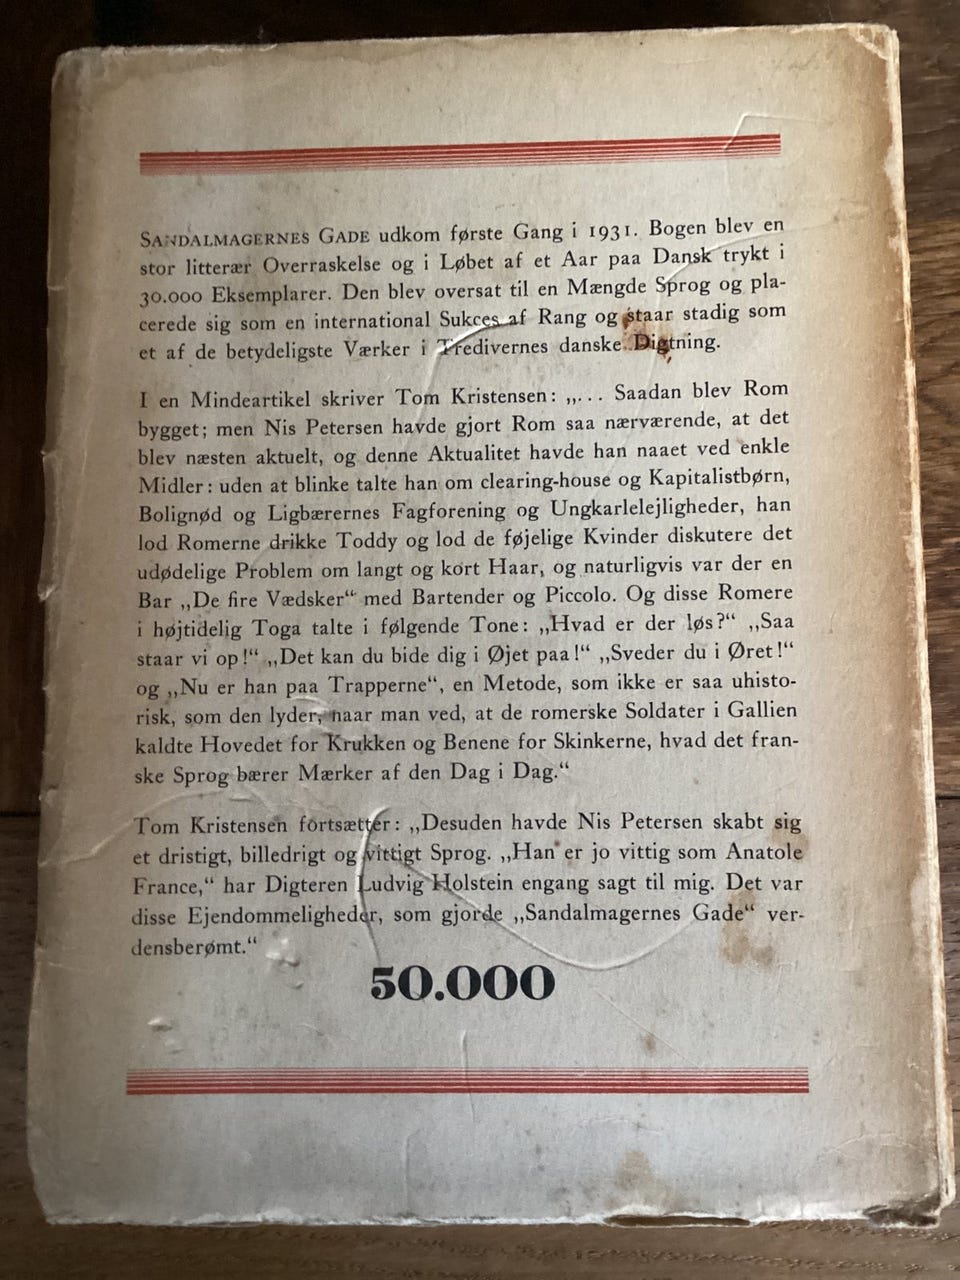 SANDALMAGERNES GADE udkom første Gang i 1931. Bogen blev en
stor litterær Overraskelse og i Løbet af et Aar paa Dansk trykt i
30.000 Eksemplarer. Den blev oversat til en Mængde Sprog og pla-
cerede sig som en international Sukces af Rang og staar stadig som
et af de betydeligste Værker i Tredivernes danske Digtning.
I en Mindeartikel skriver Tom Kristensen: „... Saadan blev Rom
bygget; men Nis Petersen havde gjort Rom saa nærværende, at det
blev næsten aktuelt, og denne Aktualitet havde han naaet ved enkle
Midler: uden at blinke talte han om clearing-house og Kapitalistbørn,
Bolignød og Ligbærernes Fagforening og Ungkarlelejligheder, han
lod Romerne drikke Toddy og lod de føjelige Kvinder diskutere det
udødelige Problem om langt og kort Haar, og naturligvis var der en
Bar „De fire Vædsker“ med Bartender og Piccolo. Og disse Romere
i højtidelig Toga talte i følgende Tone: „Hvad er der løs?“ „Saa
staar vi op!“ „Det kan du bide dig i Øjet paa!“ „Sveder du i Øret!“
og „Nu er han paa Trapperne“, en Metode, som ikke er saa uhisto-
risk, som den lyder, naar man ved, at de romerske Soldater i Gallien
kaldte Hovedet for Krukken og Benene for Skinkerne, hvad det fran-
ske Sprog bærer Mærker af den Dag i Dag.“
Tom Kristensen fortsætter: „Desuden havde Nis Petersen skabt sig
et dristigt, billedrigt og vittigt Sprog. „Han er jo vittig som Anatole
France,“ har Digteren Ludvig Holstein engang sagt til mig. Det var
disse Ejendommeligheder, som gjorde „Sandalmagernes Gade“ ver-
densberømt.“
50.000